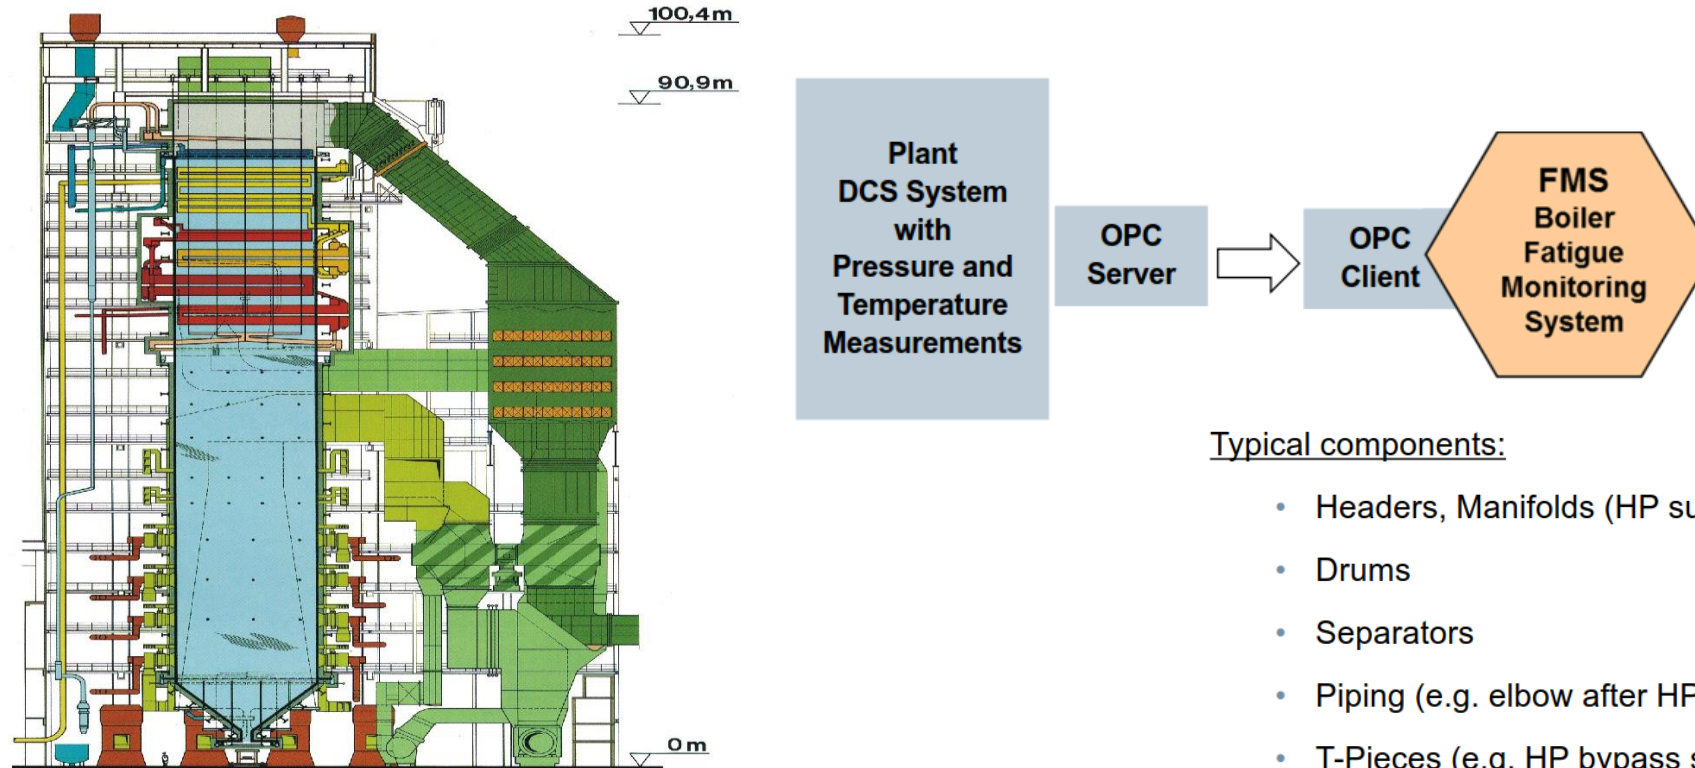 100,4m
90,9m
0m
Plant
DCS System
with
Pressure and
Temperature
Measurements
OPC
Server
OPC
Client
FMS
Boiler
Fatigue
Monitoring
System
Typical components:
• Headers, Manifolds (HP
• Drums
• Separators
• Piping (e.g. elbow after HP
• T-Pieces (e.g. HP bypass